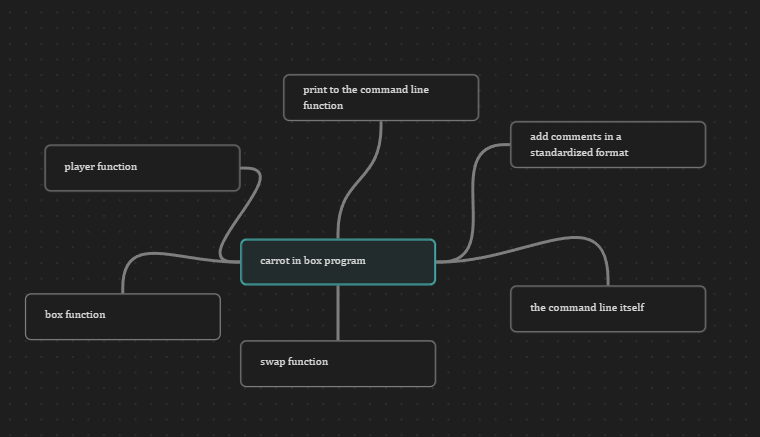 print to the command line
function
add comments in a
standardized format
player function
carrot in box program
box function
the command line itself
swap function